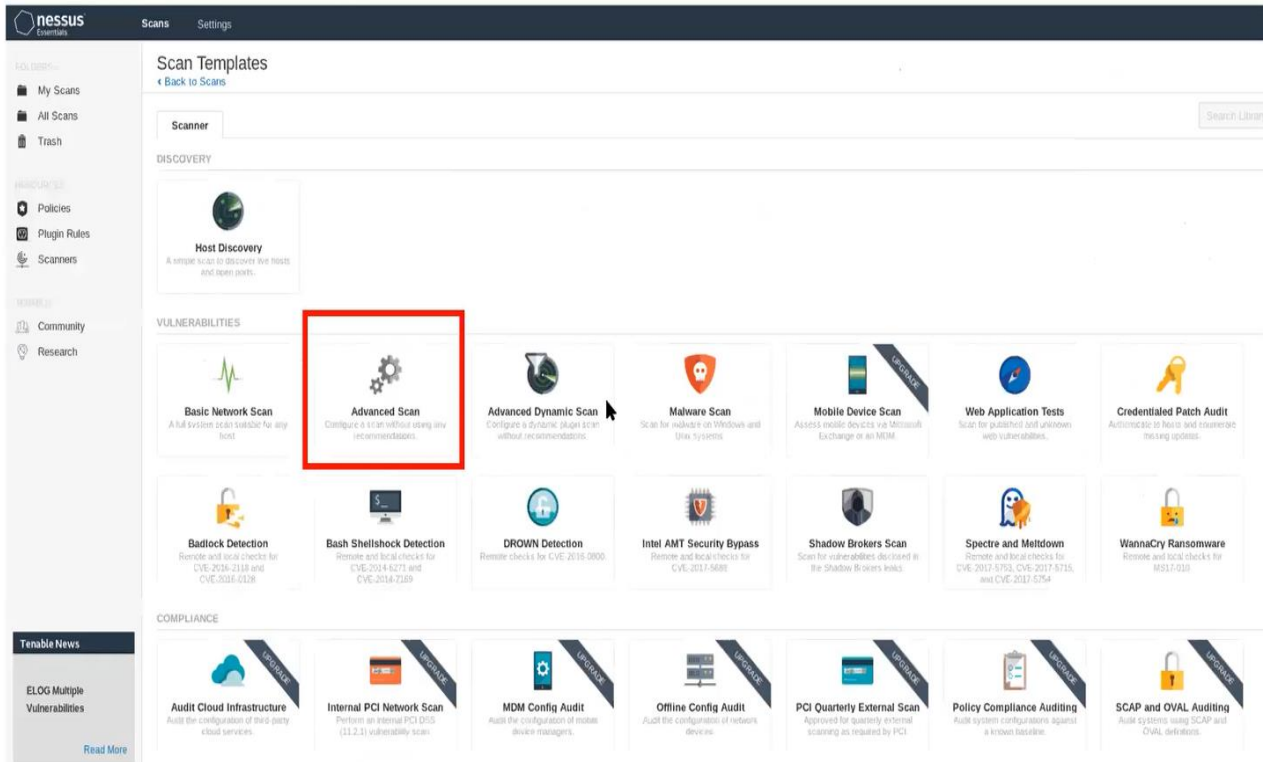 nessus
Essentials
Scans
Settings
FOLDERS
My Scans
All Scans
Trash
RESOURCES
Policies
Plugin Rules
Scanners
TENABLE
Community
Research
Tenable News
ELOG Multiple
Vulnerabilities
Read More
Scan Templates
Back to Scans
Scanner
Search Library
DISCOVERY
Host Discovery
A simple scan to discover live hosts
and open ports.
VULNERABILITIES
Basic Network Scan
A full system scan suitable for any
host
Advanced Scan
Configure a scan without using any
recommendations.
Advanced Dynamic Scan
Configure a dynamic plugin scan
without recommendations.
Malware Scan
Scan for malware on Windows and
Unix systems
UPGRADE
Mobile Device Scan
Assess mobile devices via Microsoft
Exchange or an MDM
Web Application Tests
Scan for published and unknown
web vulnerabilities.
Credentialed Patch Audit
Authenticate to hosts and enumerate
missing updates.
Badlock Detection
Remote and local checks for
CVE-2016-2118 and
CVE-2016-0128
Bash Shellshock Detection
Remote and local checks for
CVE-2014-6271 and
CVE-2014-7169
DROWN Detection
Remote checks for CVE-2016-0800
Intel AMT Security Bypass
Remote and local checks for
CVE-2017-5689
Shadow Brokers Scan
Scan for vulnerabilities disclosed in
the Shadow Brokers leaks
Spectre and Meltdown
Remote and local checks for
CVE-2017-5753, CVE-2017-5715,
and CVE-2017-5754
WannaCry Ransomware
Remote and local checks for
MS17-010
COMPLIANCE
UPGRADE
Audit Cloud Infrastructure
Audit the configuration of third-party
cloud services.
UPGRADE
Internal PCI Network Scan
Perform an internal PCI DSS
(11.2.1) vulnerability scan
UPGRADE
MDM Config Audit
Audit the configuration of mobile
device managers.
UPGRADE
Offline Config Audit
Audit the configuration of network
devices.
UPGRADE
PCI Quarterly External Scan
Approved for quarterly external
scanning as required by PCI.
UPGRADE
Policy Compliance Auditing
Audit system configurations against
a known baseline.
UPGRADE
SCAP and OVAL Auditing
Audit systems using SCAP and
OVAL definitions.